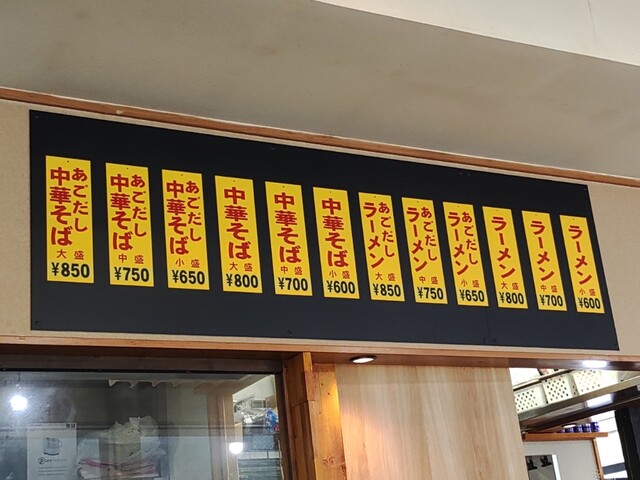 あごだし
中華そば
大盛
¥850
あごだし
中華そば
中盛
¥750
あごだし
中華そば
小盛
¥650
中華そば
大盛
¥800
中華そば
中盛
¥700
中華そば
小盛
¥600
あごだし
ラーメン
大盛
¥850
あごだし
ラーメン
中盛
¥750
あごだし
ラーメン
小盛
¥650
ラーメン
大盛
¥800
ラーメン
中盛
¥700
ラーメン
小盛
¥600